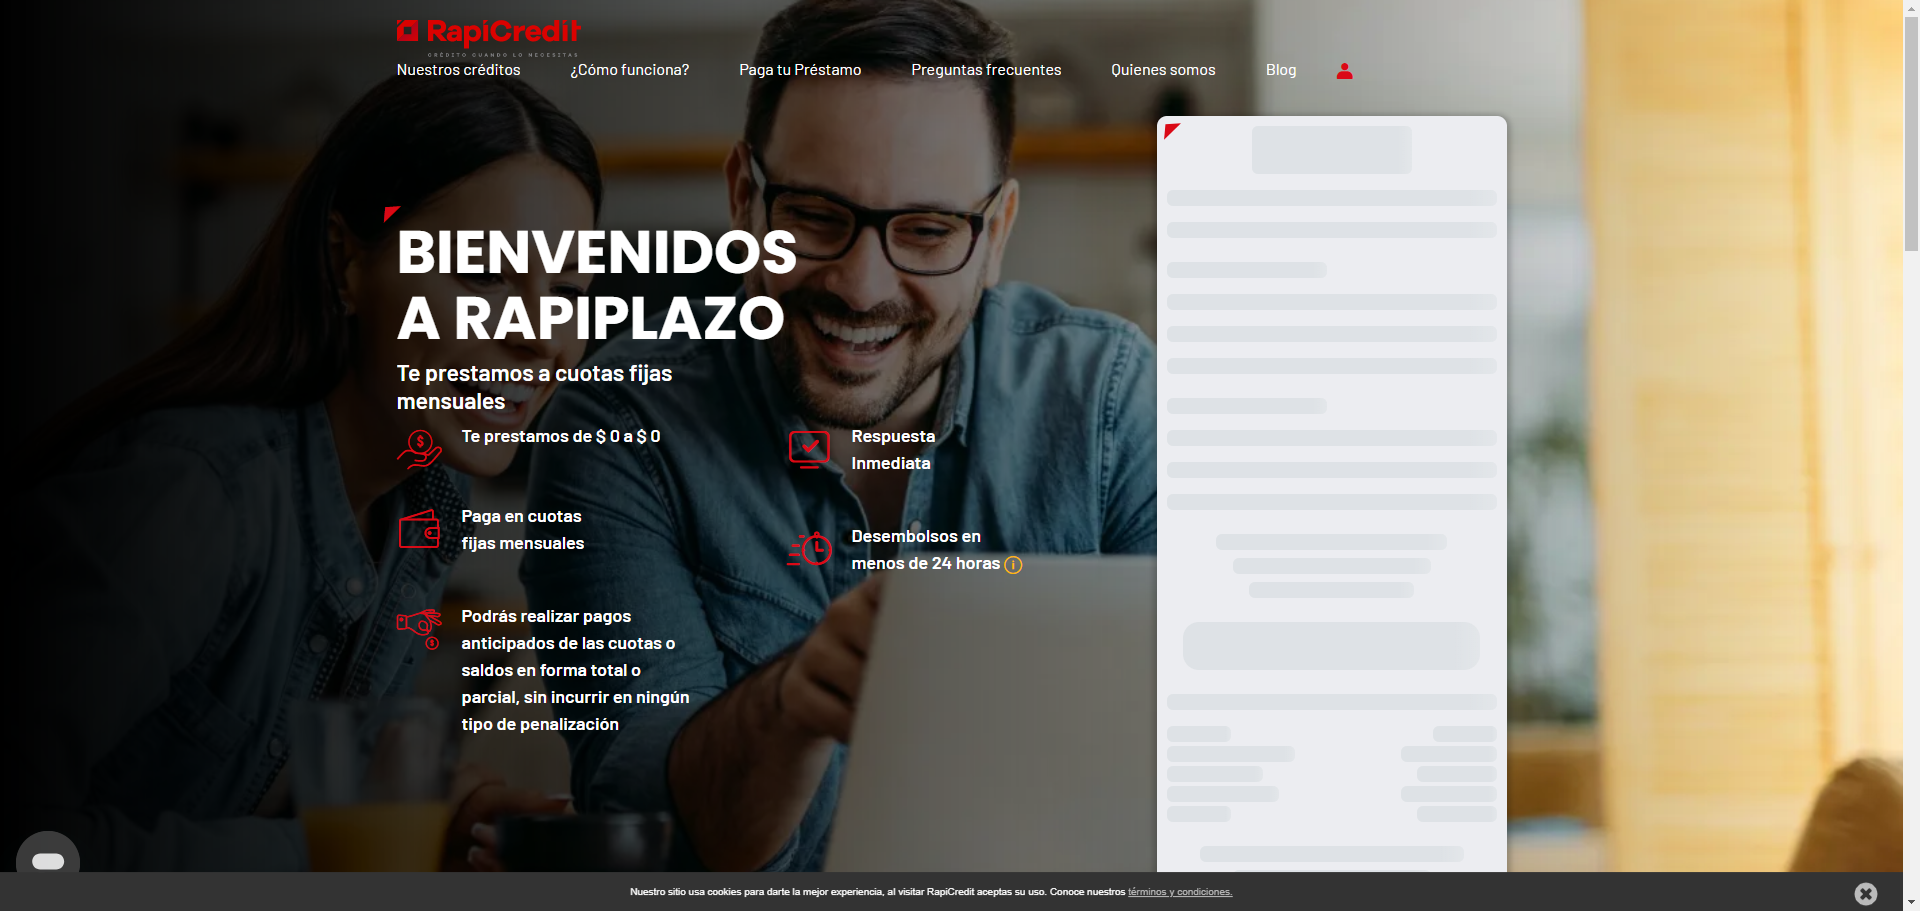 RapiCredit
CRÉDITO CUANDO LO NECESITAS
Nuestros créditos ¿Cómo funciona? Paga tu Préstamo Preguntas frecuentes Quienes somos Blog
BIENVENIDOS
A RAPIPLAZO
Te prestamos a cuotas fijas
mensuales
Te prestamos de $ 0 a $ 0
Respuesta
Inmediata
Paga en cuotas
fijas mensuales
Desembolsos en
menos de 24 horas
Podrás realizar pagos
anticipados de las cuotas o
saldos en forma total o
parcial, sin incurrir en ningún
tipo de penalización
Nuestro sitio usa cookies para darte la mejor experiencia, al visitar RapiCredit aceptas su uso. Conoce nuestros términos y condiciones.